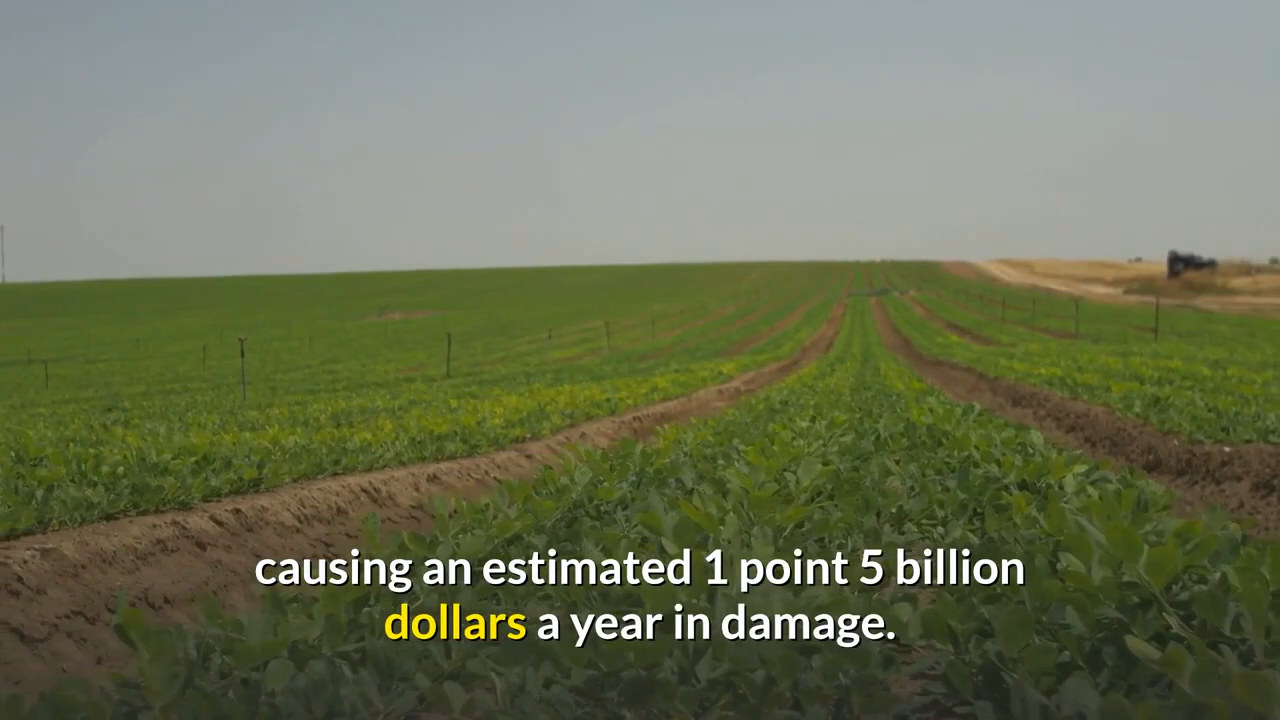 causing an estimated 1 point 5 billion
dollars a year in damage.